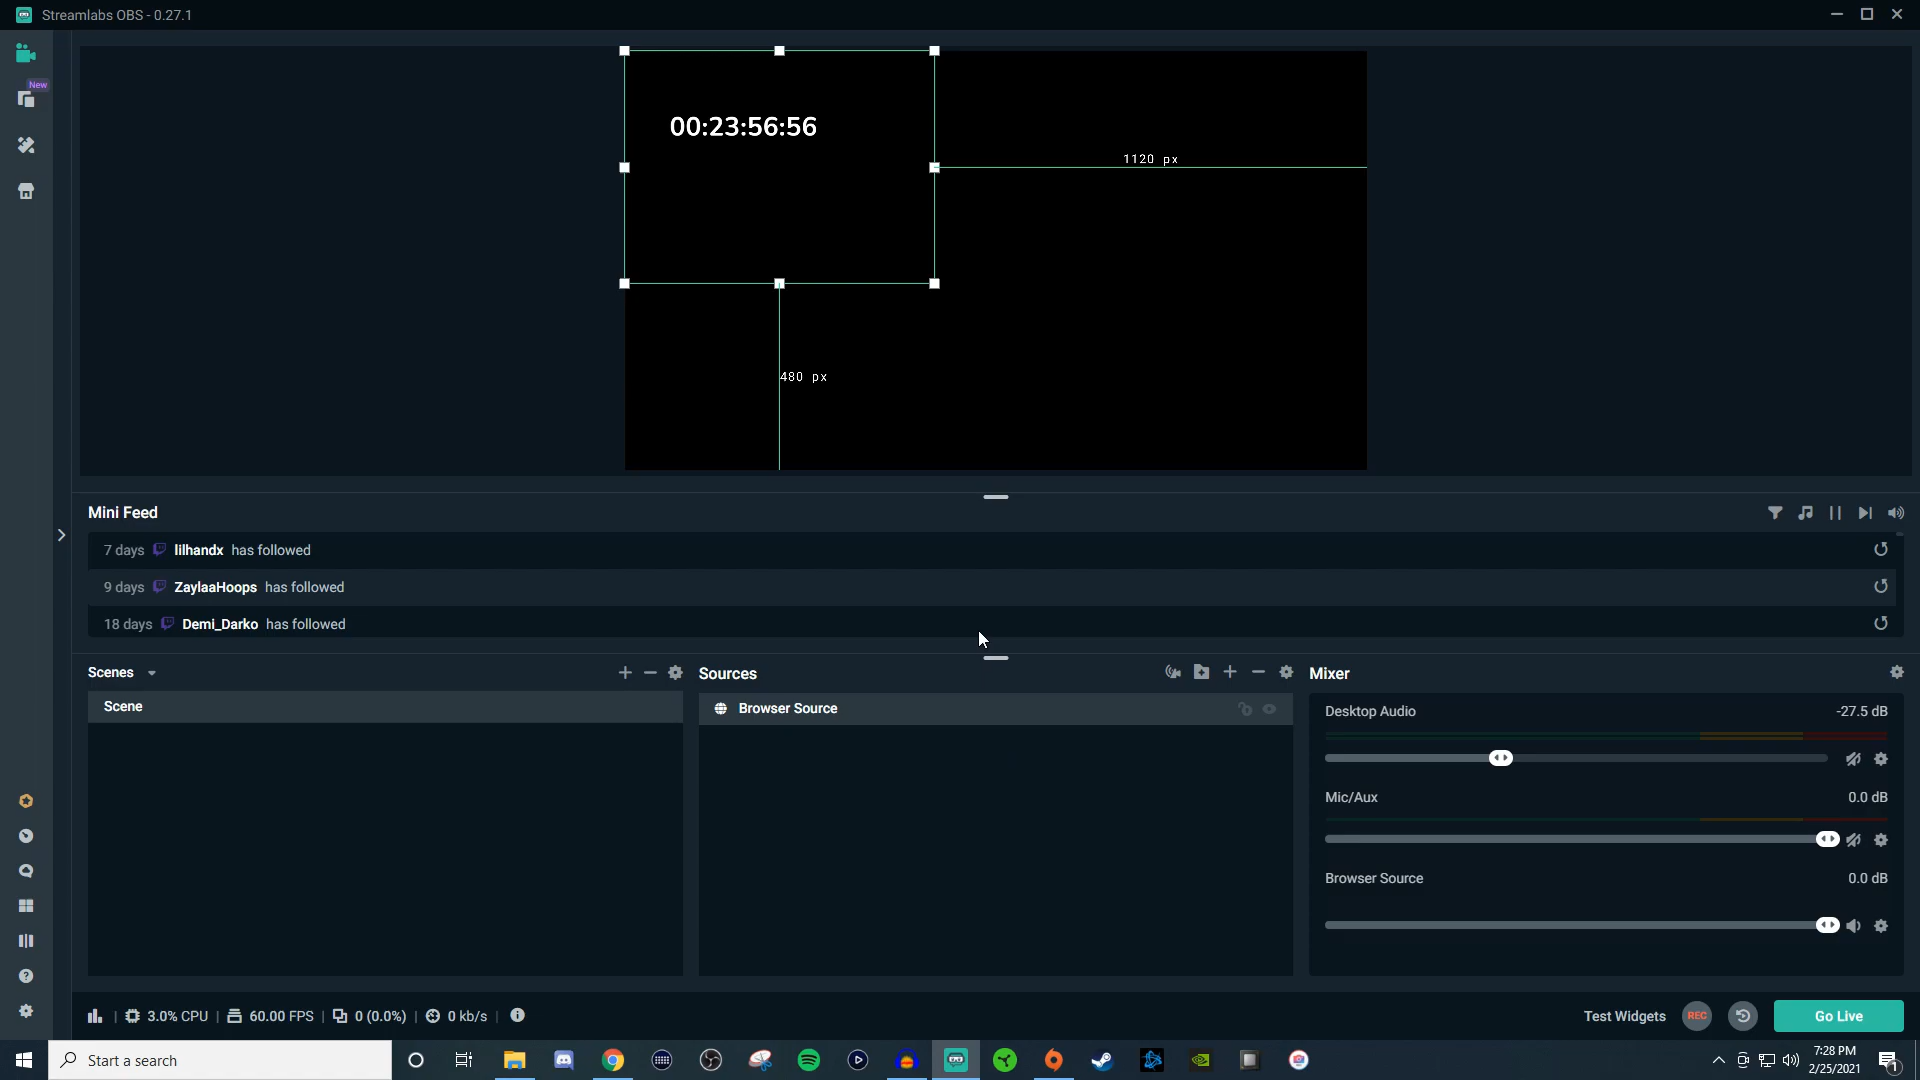 Streamlabs OBS - 0.27.1
New
00:23:56:56
1120 px
480 px
Mini Feed
7 days lilhandx has followed
9 days ZaylaaHoops has followed
18 days Demi_Darko has followed
Scenes
Scene
Sources
Browser Source
Mixer
Desktop Audio -27.5 dB
Mic/Aux 0.0 dB
Browser Source 0.0 dB
3.0% CPU 60.00 FPS 0 (0.0%) 0 kb/s
Test Widgets REC Go Live
Start a search
7:28 PM
2/25/2021
1